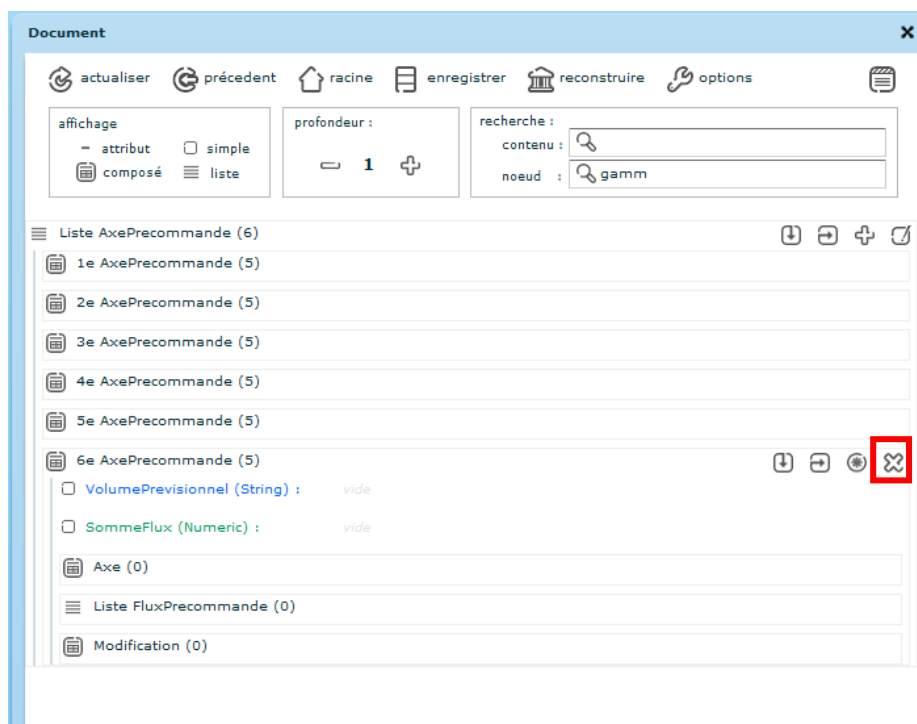 Document
actualiser précedent racine enregistrer reconstruire options
affichage
attribut simple
composé liste
profondeur :
1
recherche :
contenu :
noeud : gamm
Liste AxePrecommande (6)
1e AxePrecommande (5)
2e AxePrecommande (5)
3e AxePrecommande (5)
4e AxePrecommande (5)
5e AxePrecommande (5)
6e AxePrecommande (5)
VolumePrevisionnel (String) : vide
SommeFlux (Numeric) : vide
Axe (0)
Liste FluxPrecommande (0)
Modification (0)